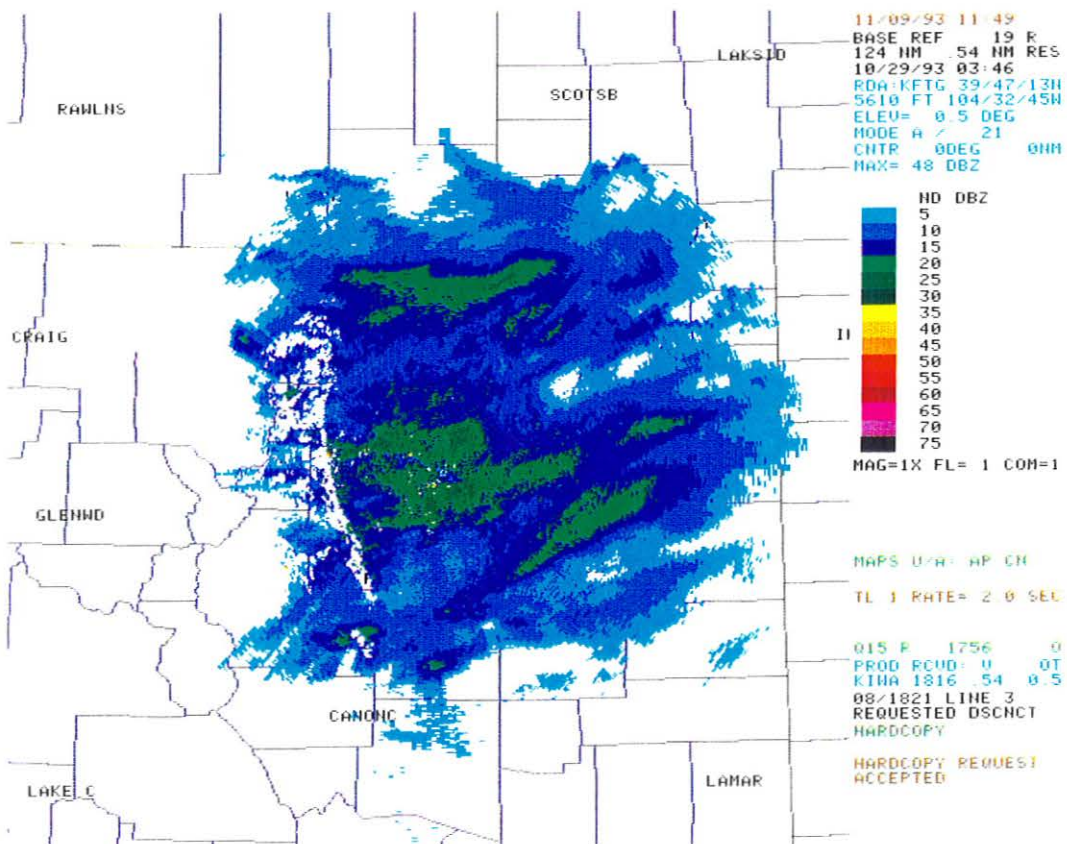 11/09/93 11:49
BASE REF 19 R
124 NM .54 NM RES
10/29/93 03:46
RDA:KFTG 39/47/13N
5610 FT 104/32/45W
ELEV= 0.5 DEG
MODE A / 21
CNTR 0DEG 0NM
MAX= 48 DBZ
ND DBZ
5
10
15
20
25
30
35
40
45
50
55
60
65
70
75
MAG=1X FL= 1 COM=1
MAPS U/A: AP CN
TL 1 RATE= 2.0 SEC
Q15 R 1756 0
PROD RCVD: V OT
KIWA 1816 .54 0.5
08/1821 LINE 3
REQUESTED DSCNCT
HARDCOPY
HARDCOPY REQUEST
ACCEPTED
LAKSID
SCOTSB
RAWLNS
CRAIG
GLENWD
CANONC
LAKE C
LAMAR